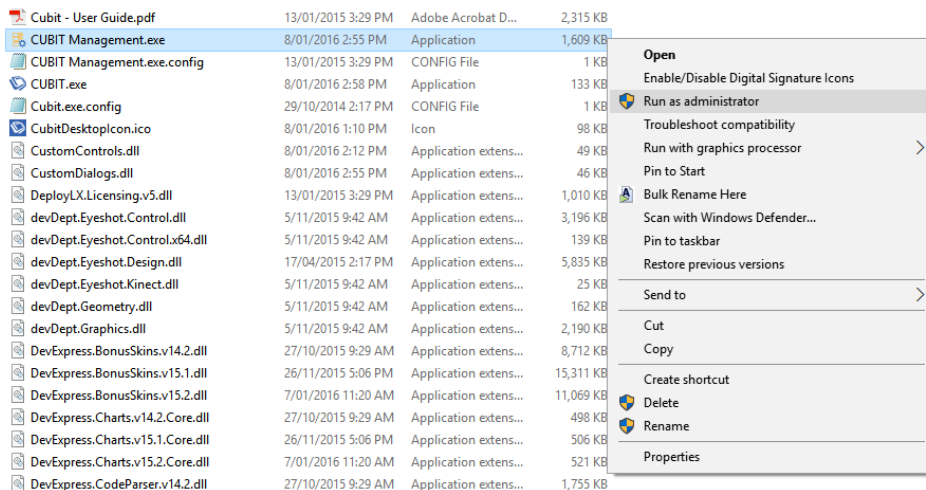 Cubit - User Guide.pdf 13/01/2015 3:29 PM Adobe Acrobat D... 2,315 KB
CUBIT Management.exe 8/01/2016 2:55 PM Application 1,609 KB
CUBIT Management.exe.config 13/01/2015 3:29 PM CONFIG File 1 KB
CUBIT.exe 8/01/2016 2:58 PM Application 133 KB
Cubit.exe.config 29/10/2014 2:17 PM CONFIG File 1 KB
CubitDesktopIcon.ico 8/01/2016 1:10 PM Icon 98 KB
CustomControls.dll 8/01/2016 2:12 PM Application extens... 49 KB
CustomDialogs.dll 8/01/2016 2:55 PM Application extens... 46 KB
DeployLX.Licensing.v5.dll 13/01/2015 3:29 PM Application extens... 1,010 KB
devDept.Eyeshot.Control.dll 5/11/2015 9:42 AM Application extens... 3,196 KB
devDept.Eyeshot.Control.x64.dll 5/11/2015 9:42 AM Application extens... 139 KB
devDept.Eyeshot.Design.dll 17/04/2015 2:17 PM Application extens... 5,835 KB
devDept.Eyeshot.Kinect.dll 5/11/2015 9:42 AM Application extens... 25 KB
devDept.Geometry.dll 5/11/2015 9:42 AM Application extens... 162 KB
devDept.Graphics.dll 5/11/2015 9:42 AM Application extens... 2,190 KB
DevExpress.BonusSkins.v14.2.dll 27/10/2015 9:29 AM Application extens... 8,712 KB
DevExpress.BonusSkins.v15.1.dll 26/11/2015 5:06 PM Application extens... 15,311 KB
DevExpress.BonusSkins.v15.2.dll 7/01/2016 11:20 AM Application extens... 11,069 KB
DevExpress.Charts.v14.2.Core.dll 27/10/2015 9:29 AM Application extens... 498 KB
DevExpress.Charts.v15.1.Core.dll 26/11/2015 5:06 PM Application extens... 506 KB
DevExpress.Charts.v15.2.Core.dll 7/01/2016 11:20 AM Application extens... 521 KB
DevExpress.CodeParser.v14.2.dll 27/10/2015 9:29 AM Application extens... 1,755 KB
Open
Enable/Disable Digital Signature Icons
Run as administrator
Troubleshoot compatibility
Run with graphics processor
Pin to Start
Bulk Rename Here
Scan with Windows Defender...
Pin to taskbar
Restore previous versions
Send to
Cut
Copy
Create shortcut
Delete
Rename
Properties